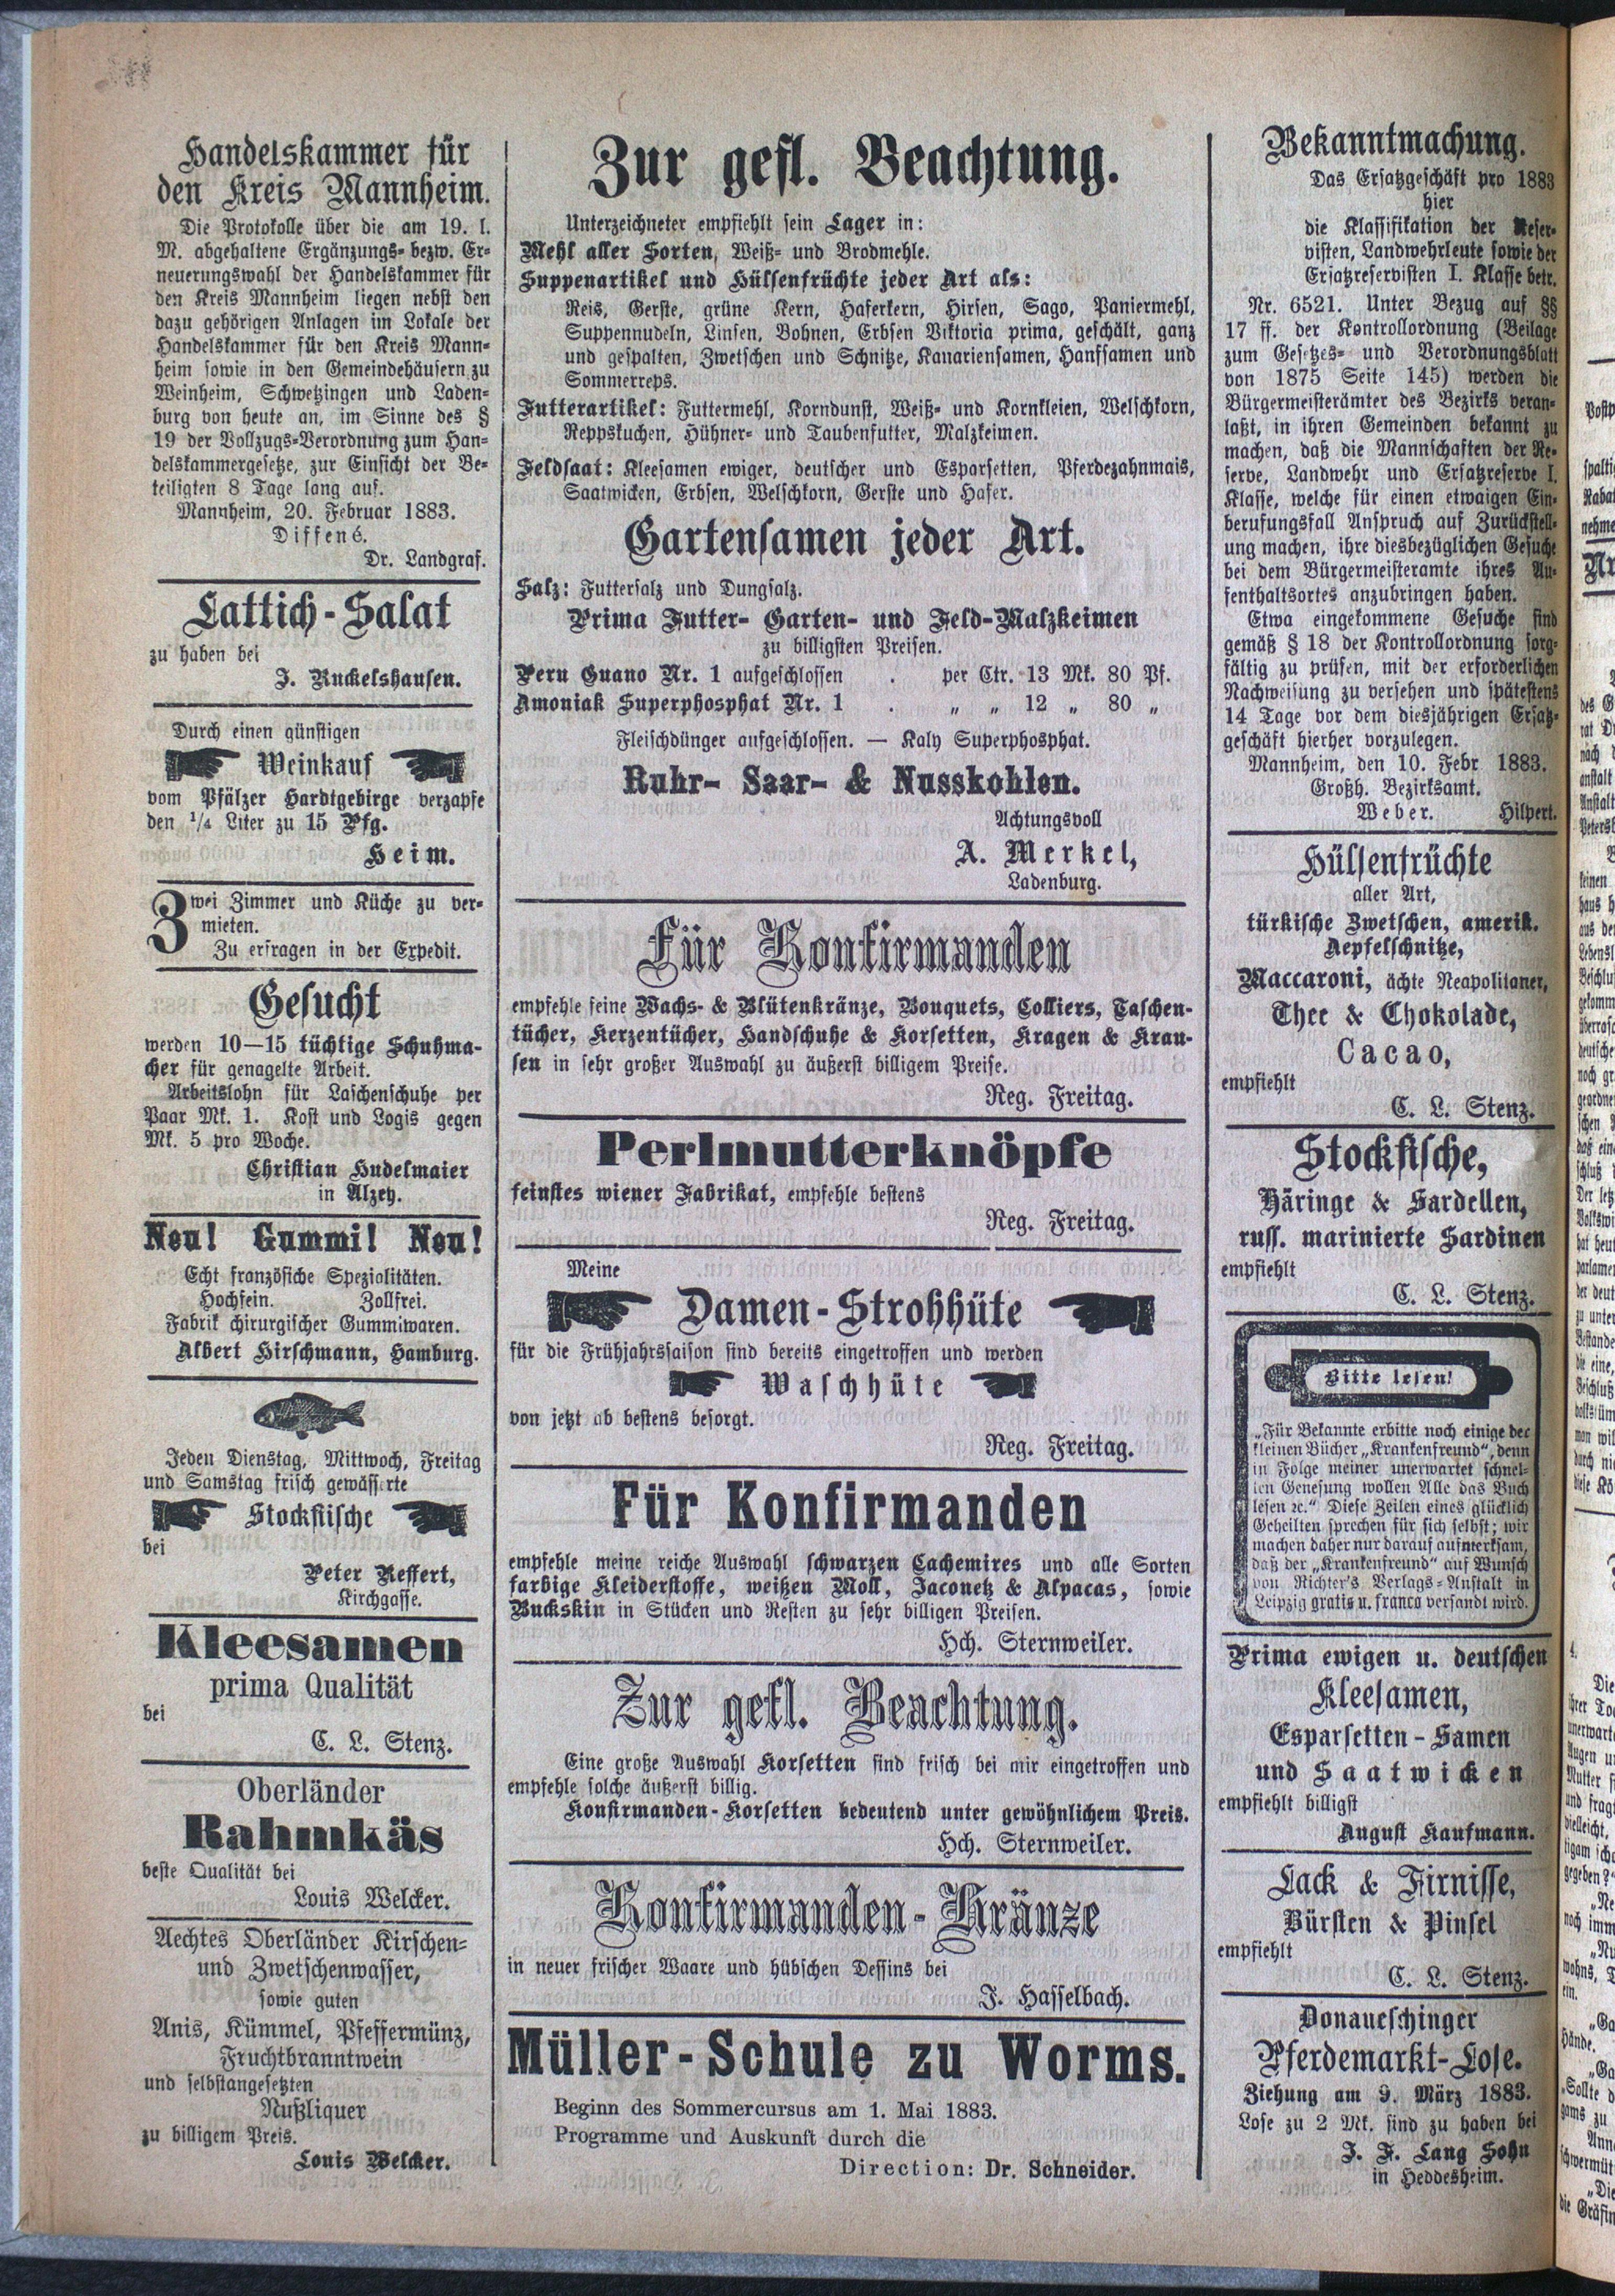 Handelskammer für
den Kreis Mannheim.
Die Protokolle über die am 19. l.
M. abgehaltene Ergänzungs- bezw. Er-
neuerungswahl der Handelskammer für
den Kreis Mannheim liegen nebst den
dazu gehörigen Anlagen im Lokale der
Handelskammer für den Kreis Mann-
heim sowie in den Gemeindehäusern zu
Weinheim, Schwetzingen und Laden-
burg von heute an, im Sinne des §
19 der Vollzugs-Verordnung zum Han-
delskammergesetze, zur Einsicht der Be-
teiligten 8 Tage lang auf.
Mannheim, 20. Februar 1883.
Diffené.
Dr. Landgraf.
Lattich-Salat
zu haben bei
J. Ruckelshausen.
Durch einen günstigen
Weinkauf
vom Pfälzer Hardtgebirge verzapfe
den 1/4 Liter zu 15 Pfg.
Heim.
Zwei Zimmer und Küche zu ver-
mieten.
Zu erfragen in der Expedit.
Gesucht
werden 10—15 tüchtige Schuhma-
cher für genagelte Arbeit.
Arbeitslohn für Laschenschuhe per
Paar Mk. 1. Kost und Logis gegen
Mk. 5 pro Woche.
Christian Hudelmaier
in Alzey.
Neu! Gummi! Neu!
Echt französiche Spezialitäten.
Hochfein. Zollfrei.
Fabrik chirurgischer Gummiwaren.
Albert Hirschmann, Hamburg.
Jeden Dienstag, Mittwoch, Freitag
und Samstag frisch gewässerte
Stockfische
bei
Peter Reffert,
Kirchgasse.
Kleesamen
prima Qualität
bei
C. L. Stenz.
Oberländer
Rahmkäs
beste Qualität bei
Louis Welcker.
Aechtes Oberländer Kirschen-
und Zwetschenwasser,
sowie guten
Anis, Kümmel, Pfeffermünz,
Fruchtbranntwein
und selbstangesetzten
Nußliquer
zu billigem Preis.
Louis Welcker.
Zur gefl. Beachtung.
Unterzeichneter empfiehlt sein Lager in:
Mehl aller Sorten, Weiß- und Brodmehle.
Suppenartikel und Hülsenfrüchte jeder Art als:
Reis, Gerste, grüne Kern, Haferkern, Hirsen, Sago, Paniermehl,
Suppennudeln, Linsen, Bohnen, Erbsen Viktoria prima, geschält, ganz
und gespalten, Zwetschen und Schnitze, Kanariensamen, Hanfsamen und
Sommerreps.
Futterartikel: Futtermehl, Korndunst, Weiß- und Kornkleien, Welschkorn,
Reppskuchen, Hühner- und Taubenfutter, Malzkeimen.
Feldsaat: Kleesamen ewiger, deutscher und Esparsetten, Pferdezahnmais,
Saatwicken, Erbsen, Welschkorn, Gerste und Hafer.
Gartensamen jeder Art.
Salz: Futtersalz und Dungsalz.
Prima Futter- Garten- und Feld-Malzkeimen
zu billigsten Preisen.
Peru Guano Nr. 1 aufgeschlossen . per Ctr. 13 Mk. 80 Pf.
Amoniak Superphosphat Nr. 1 . „ „ 12 „ 80 „
Fleischdünger aufgeschlossen. — Kaly Superphosphat.
Ruhr- Saar- & Nusskohlen.
Achtungsvoll
A. Merkel,
Ladenburg.
Für Konfirmanden
empfehle feine Wachs- & Blütenkränze, Bouquets, Colliers, Taschen-
tücher, Kerzentücher, Handschuhe & Korsetten, Kragen & Krau-
sen in sehr großer Auswahl zu äußerst billigem Preise.
Reg. Freitag.
Perlmutterknöpfe
feinstes wiener Fabrikat, empfehle bestens
Reg. Freitag.
Meine
Damen-Strohhüte
für die Frühjahrssaison sind bereits eingetroffen und werden
Waschhüte
von jetzt ab bestens besorgt.
Reg. Freitag.
Für Konfirmanden
empfehle meine reiche Auswahl schwarzen Cachemires und alle Sorten
farbige Kleiderstoffe, weißen Moll, Jaconetz & Alpacas, sowie
Buckskin in Stücken und Resten zu sehr billigen Preisen.
Hch. Sternweiler.
Zur gefl. Beachtung.
Eine große Auswahl Korsetten sind frisch bei mir eingetroffen und
empfehle solche äußerst billig.
Konfirmanden-Korsetten bedeutend unter gewöhnlichem Preis.
Hch. Sternweiler.
Konfirmanden-Kränze
in neuer frischer Waare und hübschen Dessins bei
J. Hasselbach.
Müller-Schule zu Worms.
Beginn des Sommercursus am 1. Mai 1883.
Programme und Auskunft durch die
Direction: Dr. Schneider.
Bekanntmachung.
Das Ersatzgeschäft pro 1883
hier
die Klassifikation der Reser-
visten, Landwehrleute sowie der
Ersatzreservisten I. Klasse betr.
Nr. 6521. Unter Bezug auf §§
17 ff. der Kontrollordnung (Beilage
zum Gesetzes- und Verordnungsblatt
von 1875 Seite 145) werden die
Bürgermeisterämter des Bezirks veran-
laßt, in ihren Gemeinden bekannt zu
machen, daß die Mannschaften der Re-
serve, Landwehr und Ersatzreserve I.
Klasse, welche für einen etwaigen Ein-
berufungsfall Anspruch auf Zurückstell-
ung machen, ihre diesbezüglichen Gesuche
bei dem Bürgermeisteramte ihres Au-
fenthaltsortes anzubringen haben.
Etwa eingekommene Gesuche sind
gemäß § 18 der Kontrollordnung sorg-
fältig zu prüfen, mit der erforderlichen
Nachweisung zu versehen und spätestens
14 Tage vor dem diesjährigen Ersatz-
geschäft hierher vorzulegen.
Mannheim, den 10. Febr 1883.
Großh. Bezirksamt.
Weber. Hilpert.
Hülsenfrüchte
aller Art,
türkische Zwetschen, amerik.
Aepfelschnitze,
Maccaroni, ächte Neapolitaner,
Thee & Chokolade,
Cacao,
empfiehlt
C. L. Stenz.
Stockfische,
Häringe & Sardellen,
russ. marinierte Sardinen
empfiehlt
C. L. Stenz.
Bitte lesen!
„Für Bekannte erbitte noch einige der
kleinen Bücher „Krankenfreund“, denn
in Folge meiner unerwartet schnel-
len Genesung wollen Alle das Buch
lesen ꝛc.“ Diese Zeilen eines glücklich
Geheilten sprechen für sich selbst; wir
machen daher nur darauf aufmerksam,
daß der „Krankenfreund“ auf Wunsch
von Richter's Verlags-Anstalt in
Leipzig gratis u. franco versandt wird.
Prima ewigen u. deutschen
Kleesamen,
Esparsetten-Samen
und Saatwicken
empfiehlt billigst
August Kaufmann.
Lack & Firnisse,
Bürsten & Pinsel
empfiehlt
C. L. Stenz.
Donaueschinger
Pferdemarkt-Lose.
Ziehung am 9. März 1883.
Lose zu 2 Mk. sind zu haben bei
J. F. Lang Sohn
in Heddesheim.